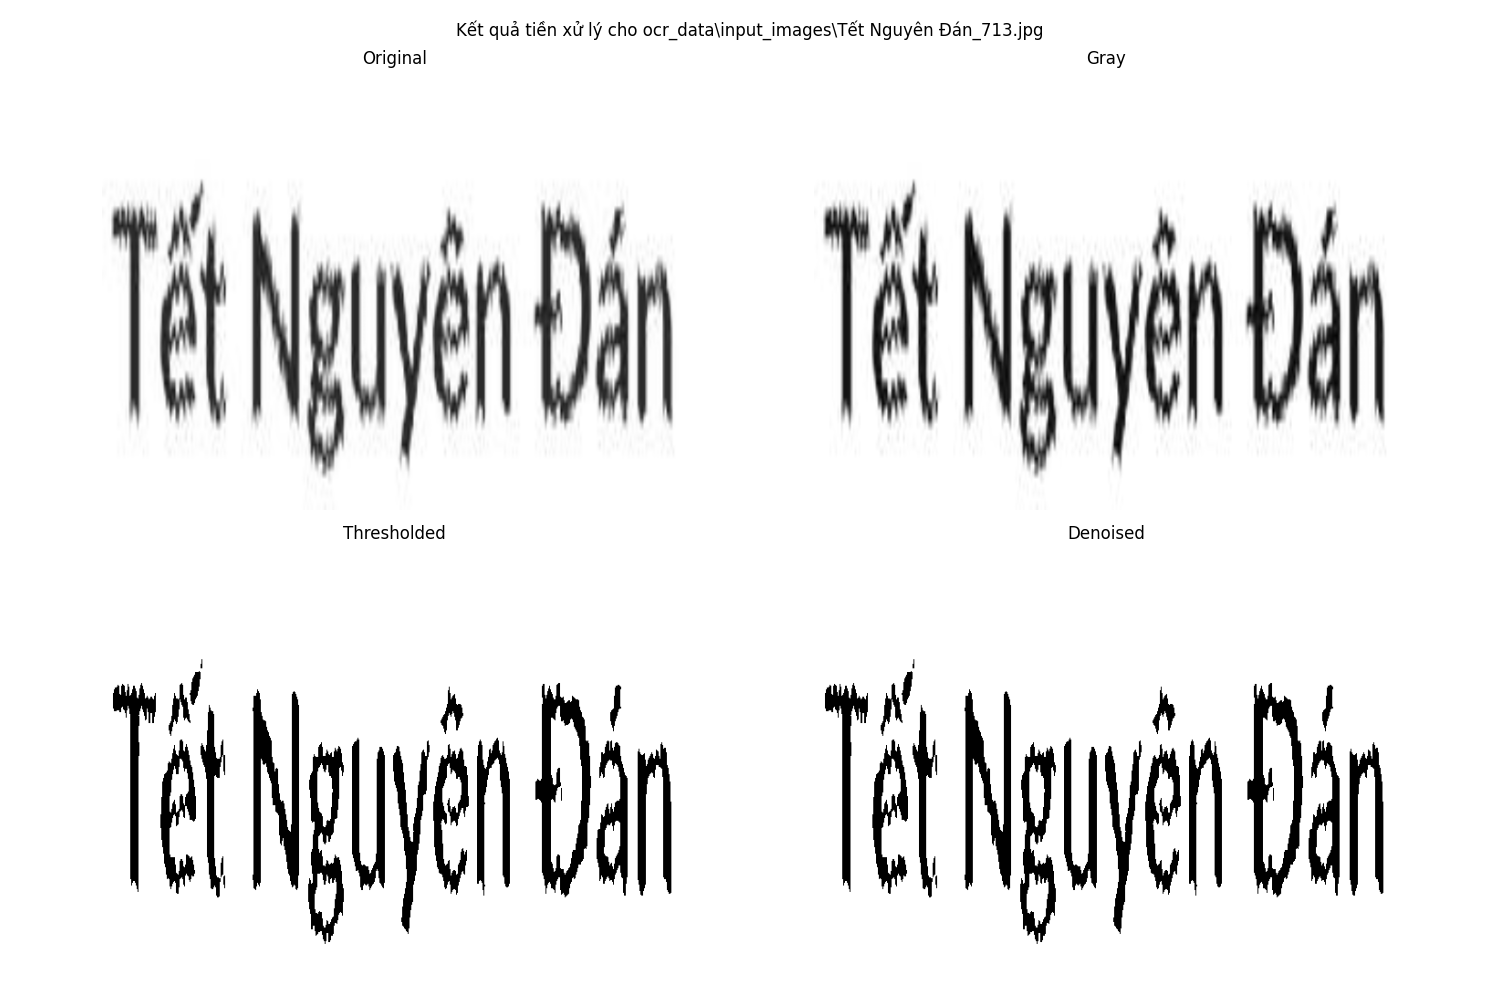 Kết quả tiền xử lý cho ocr_data\input_images\Tết Nguyên Đán_713.jpg
Original
Gray
Tết Nguyên Đán
Tết Nguyên Đán
Thresholded
Denoised
Tết Nguyên Đán
Tết Nguyên Đán